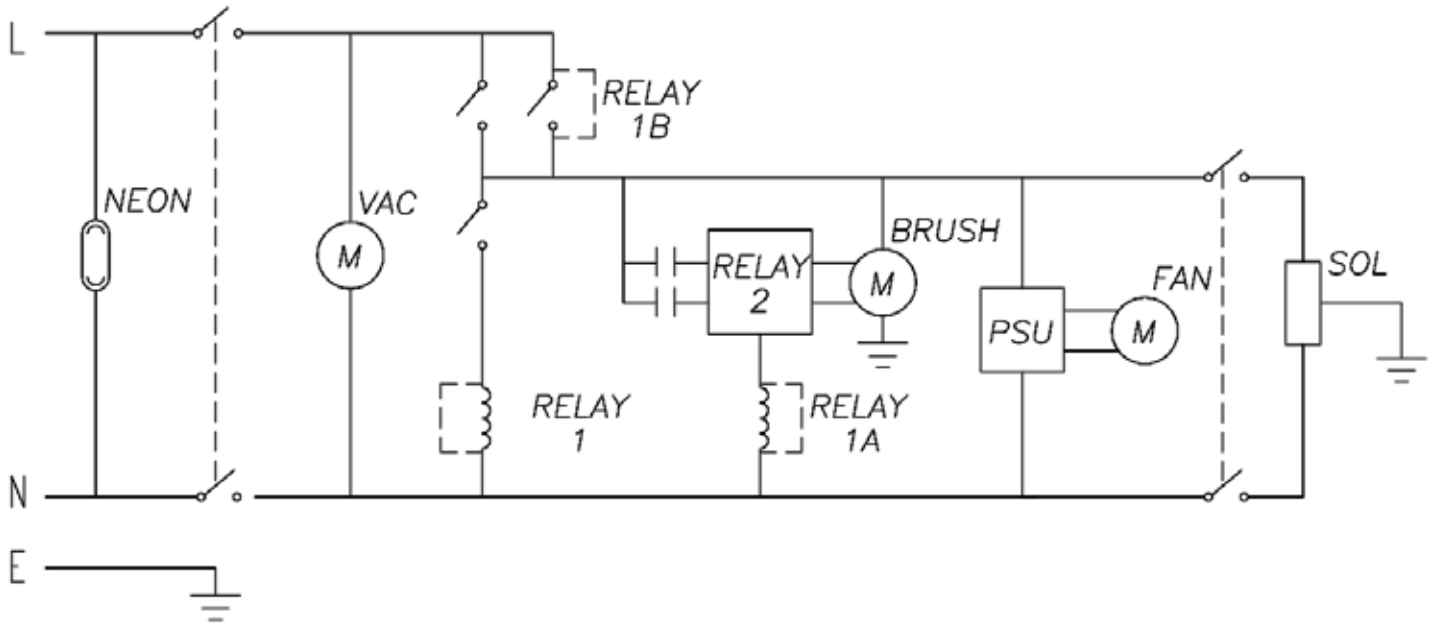 L
RELAY
1B
NEON
VAC
M
BRUSH
RELAY
2
M
FAN
SOL
PSU
M
RELAY
1
RELAY
1A
N
E